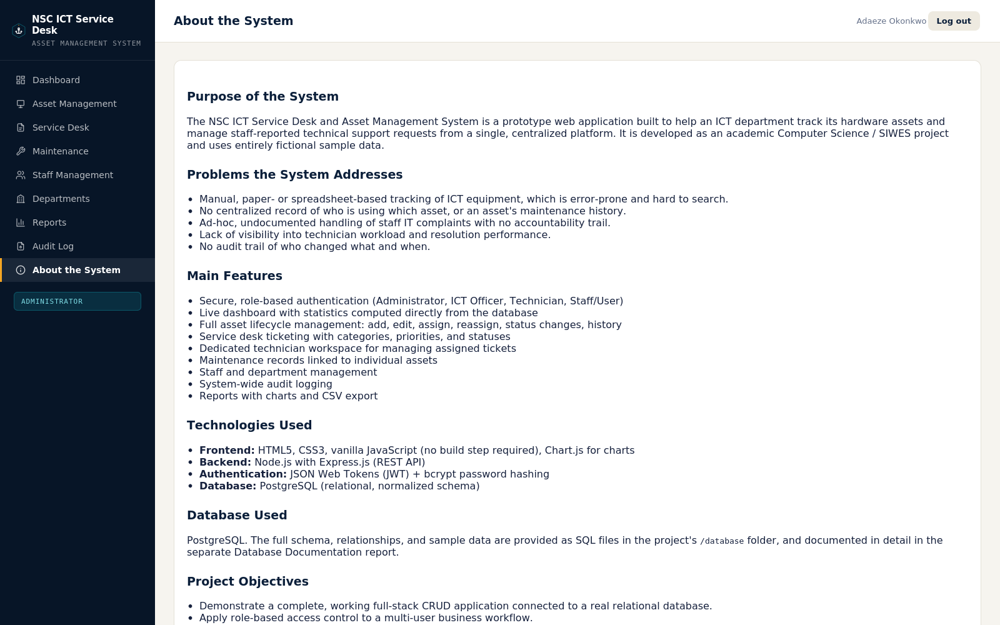 NSC ICT Service
Desk
ASSET MANAGEMENT SYSTEM
Dashboard
Asset Management
Service Desk
Maintenance
Staff Management
Departments
Reports
Audit Log
About the System
ADMINISTRATOR
About the System
Adaeze Okonkwo
Log out
Purpose of the System
The NSC ICT Service Desk and Asset Management System is a prototype web application built to help an ICT department track its hardware assets and
manage staff-reported technical support requests from a single, centralized platform. It is developed as an academic Computer Science / SIWES project
and uses entirely fictional sample data.
Problems the System Addresses
• Manual, paper- or spreadsheet-based tracking of ICT equipment, which is error-prone and hard to search.
• No centralized record of who is using which asset, or an asset's maintenance history.
• Ad-hoc, undocumented handling of staff IT complaints with no accountability trail.
• Lack of visibility into technician workload and resolution performance.
• No audit trail of who changed what and when.
Main Features
• Secure, role-based authentication (Administrator, ICT Officer, Technician, Staff/User)
• Live dashboard with statistics computed directly from the database
• Full asset lifecycle management: add, edit, assign, reassign, status changes, history
• Service desk ticketing with categories, priorities, and statuses
• Dedicated technician workspace for managing assigned tickets
• Maintenance records linked to individual assets
• Staff and department management
• System-wide audit logging
• Reports with charts and CSV export
Technologies Used
• Frontend: HTML5, CSS3, vanilla JavaScript (no build step required), Chart.js for charts
• Backend: Node.js with Express.js (REST API)
• Authentication: JSON Web Tokens (JWT) + bcrypt password hashing
• Database: PostgreSQL (relational, normalized schema)
Database Used
PostgreSQL. The full schema, relationships, and sample data are provided as SQL files in the project's /database folder, and documented in detail in the
separate Database Documentation report.
Project Objectives
• Demonstrate a complete, working full-stack CRUD application connected to a real relational database.
• Apply role-based access control to a multi-user business workflow.